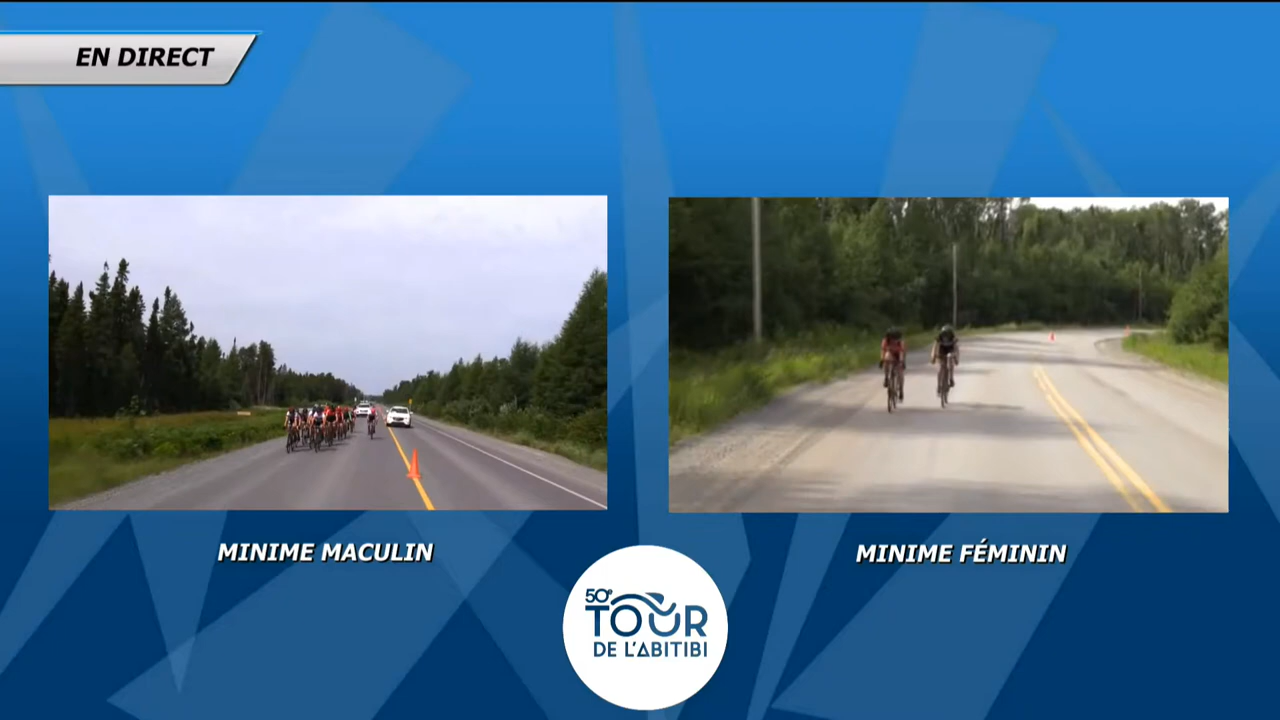 EN DIRECT
MINIME MACULIN
MINIME FÉMININ
50e
TOUR
DE L'ABITIBI